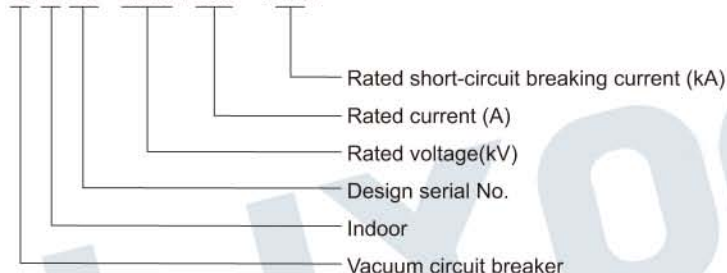 Rated short-circuit breaking current (kA)
Rated current (A)
Rated voltage(kV)
Design serial No.
Indoor
Vacuum circuit breaker